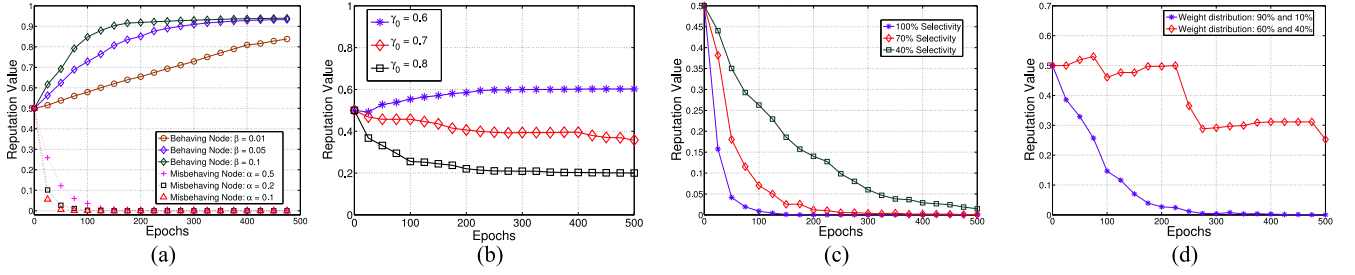 Reputation Value
1
0.9
0.8
0.7
0.6
0.5
0.4
0.3
0.2
0.1
0
0
100
200
300
400
500
Epochs
Behaving Node: β = 0.01
Behaving Node: β = 0.05
Behaving Node: β = 0.1
Misbehaving Node: α = 0.5
Misbehaving Node: α = 0.2
Misbehaving Node: α = 0.1
(a)
Reputation Value
1
0.8
0.6
0.4
0.2
0
0
100
200
300
400
500
Epochs
γ0 = 0.6
γ0 = 0.7
γ0 = 0.8
(b)
Reputation Value
0.5
0.45
0.4
0.35
0.3
0.25
0.2
0.15
0.1
0.05
0
0
100
200
300
400
500
Epochs
100% Selectivity
70% Selectivity
40% Selectivity
(c)
Reputation Value
0.7
0.6
0.5
0.4
0.3
0.2
0.1
0
0
100
200
300
400
500
Epochs
Weight distribution: 90% and 10%
Weight distribution: 60% and 40%
(d)